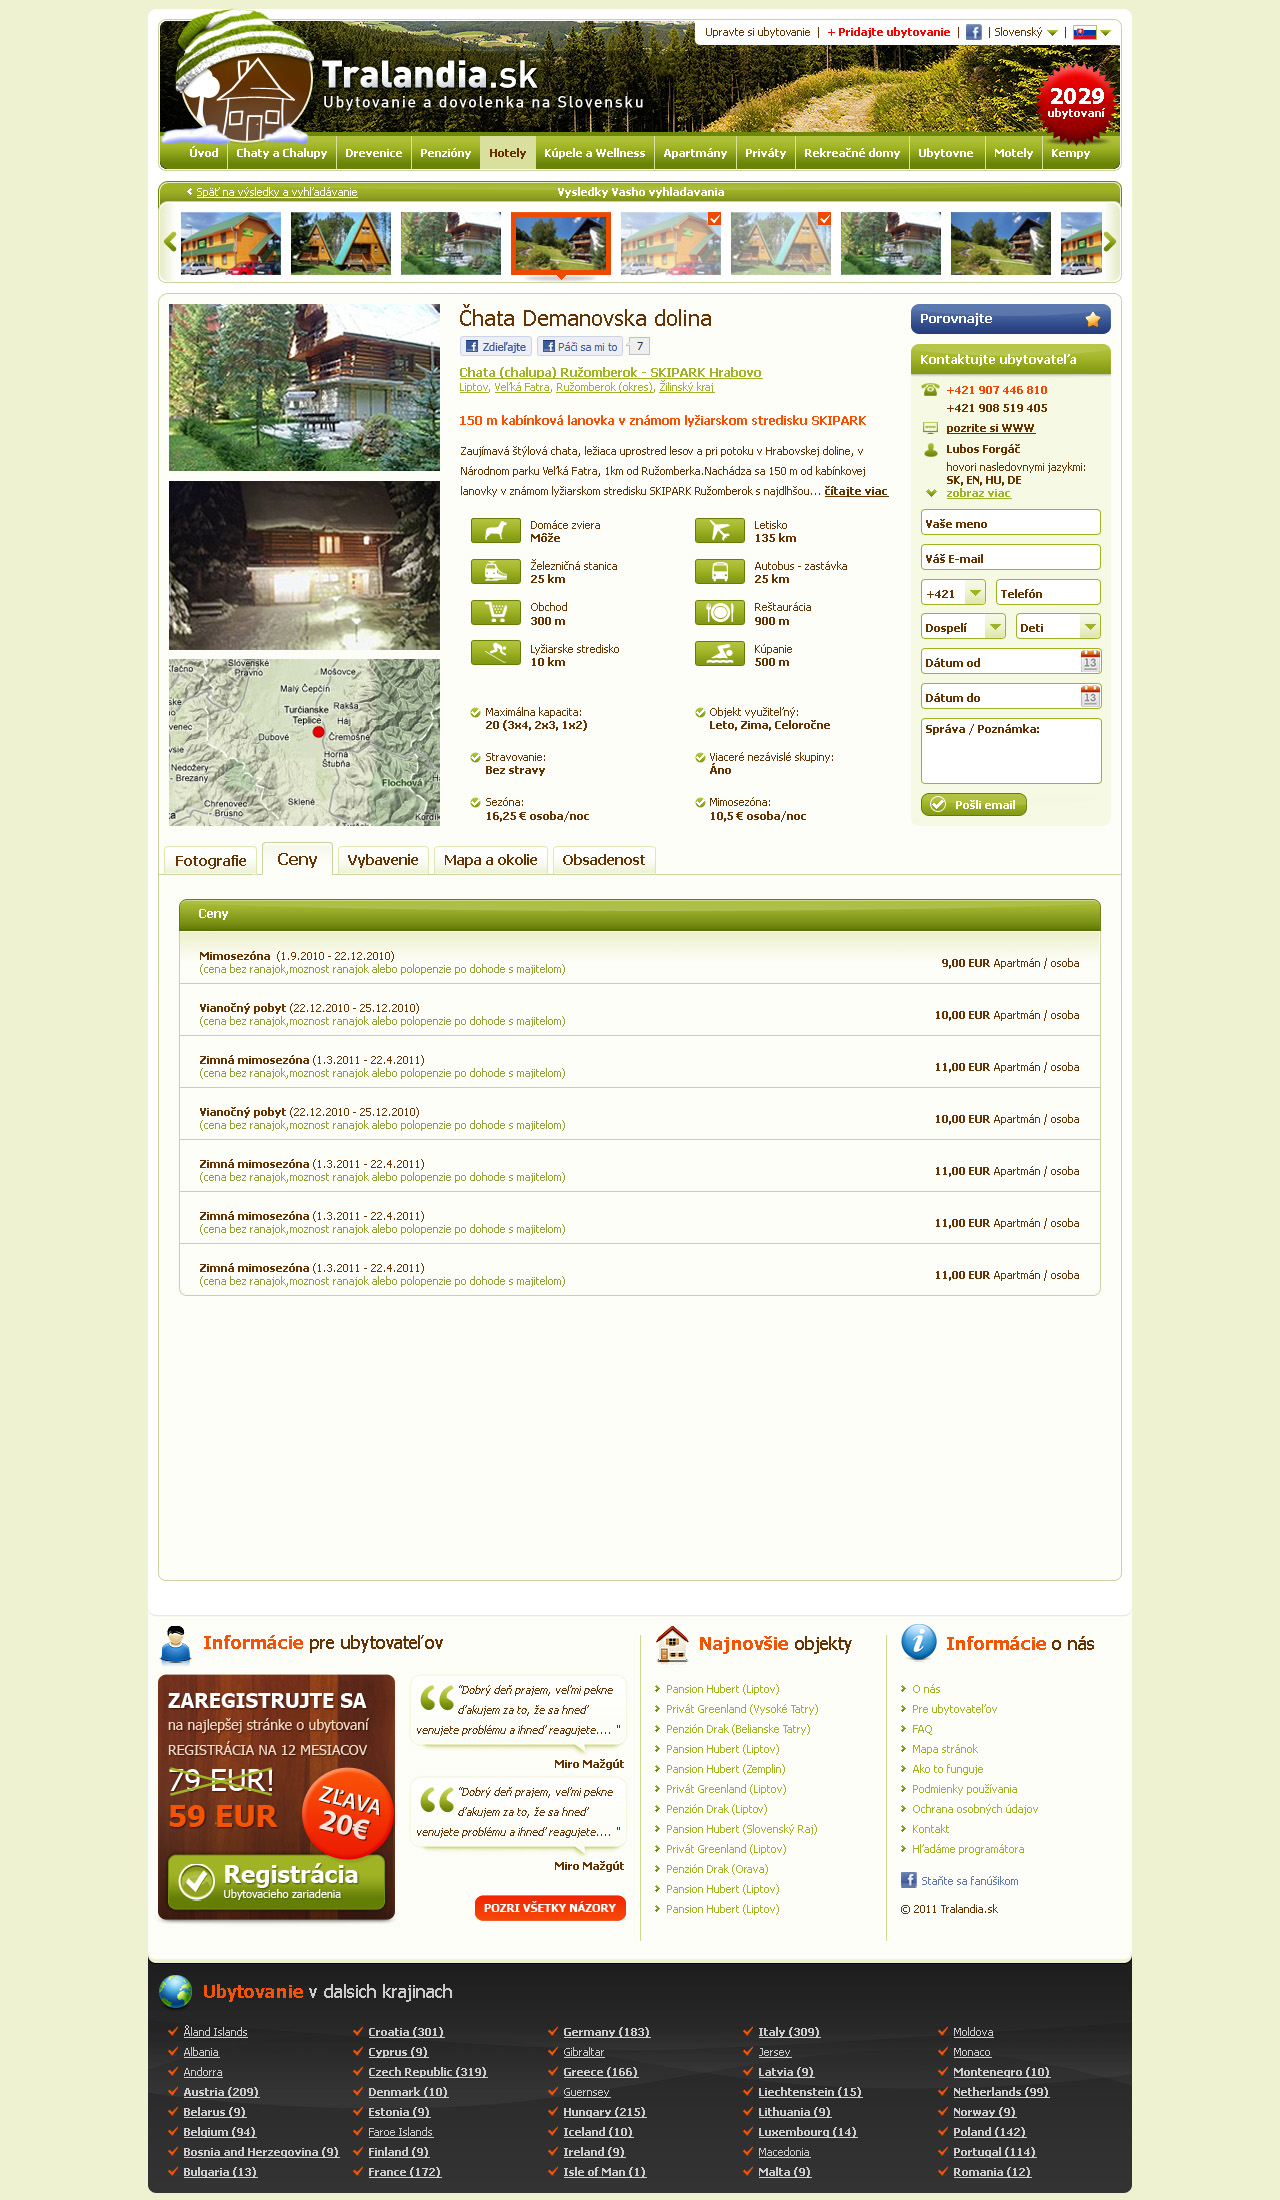 Upravte si ubytovanie | + Pridajte ubytovanie | | Slovenský |
Tralandia.sk
Ubytovanie a dovolenka na Slovensku
2029
ubytovaní
Úvod Chaty a Chalupy Drevenice Penzióny Hotely Kúpele a Wellness Apartmány Priváty Rekreačné domy Ubytovne Motely Kempy
Späť na výsledky a vyhľadávanie
Vysledky Vasho vyhladavania
Čhata Demanovska dolina
Zdieľajte Páči sa mi to 7
Chata (chalupa) Ružomberok - SKIPARK Hrabovo
Liptov, Veľká Fatra, Ružomberok (okres), Žilinský kraj
150 m kabínková lanovka v známom lyžiarskom stredisku SKIPARK
Zaujímavá štýlová chata, ležiaca uprostred lesov a pri potoku v Hrabovskej doline, v
Národnom parku Veľká Fatra, 1km od Ružomberka.Nachádza sa 150 m od kabínkovej
lanovky v známom lyžiarskom stredisku SKIPARK Ružomberok s najdlhšou... čítajte viac
Domáce zviera
Môže
Letisko
135 km
Železničná stanica
25 km
Autobus - zastávka
25 km
Obchod
300 m
Reštaurácia
900 m
Lyžiarske stredisko
10 km
Kúpanie
500 m
Maximálna kapacita:
20 (3x4, 2x3, 1x2)
Objekt využiteľný:
Leto, Zima, Celoročne
Stravovanie:
Bez stravy
Viaceré nezávislé skupiny:
Áno
Sezóna:
16,25 € osoba/noc
Mimosezóna:
10,5 € osoba/noc
Slovenské
Pravno
Mošovce
Malý Čepčín
Turčianske
Teplice
Rakša
Háj
Dubové
Čremošné
Horná
Štubňa
Nedožery
- Brezany
Flochová
Chrenovec
Brusno
Sklené
Porovnajte
Kontaktujte ubytovateľa
+421 907 446 810
+421 908 519 405
pozrite si WWW
Lubos Forgáč
hovori nasledovnymi jazykmi:
SK, EN, HU, DE
zobraz viac
Vaše meno
Váš E-mail
+421 Telefón
Dospelí Deti
Dátum od 13
Dátum do 13
Správa / Poznámka:
Pošli email
Fotografie Ceny Vybavenie Mapa a okolie Obsadenost
Ceny
Mimosezóna (1.9.2010 - 22.12.2010)
(cena bez ranajok,moznost ranajok alebo polopenzie po dohode s majitelom)
9,00 EUR Apartmán / osoba
Vianočný pobyt (22.12.2010 - 25.12.2010)
(cena bez ranajok,moznost ranajok alebo polopenzie po dohode s majitelom)
10,00 EUR Apartmán / osoba
Zimná mimosezóna (1.3.2011 - 22.4.2011)
(cena bez ranajok,moznost ranajok alebo polopenzie po dohode s majitelom)
11,00 EUR Apartmán / osoba
Vianočný pobyt (22.12.2010 - 25.12.2010)
(cena bez ranajok,moznost ranajok alebo polopenzie po dohode s majitelom)
10,00 EUR Apartmán / osoba
Zimná mimosezóna (1.3.2011 - 22.4.2011)
(cena bez ranajok,moznost ranajok alebo polopenzie po dohode s majitelom)
11,00 EUR Apartmán / osoba
Zimná mimosezóna (1.3.2011 - 22.4.2011)
(cena bez ranajok,moznost ranajok alebo polopenzie po dohode s majitelom)
11,00 EUR Apartmán / osoba
Zimná mimosezóna (1.3.2011 - 22.4.2011)
(cena bez ranajok,moznost ranajok alebo polopenzie po dohode s majitelom)
11,00 EUR Apartmán / osoba
Informácie pre ubytovateľov
ZAREGISTRUJTE SA
na najlepšej stránke o ubytovaní
REGISTRÁCIA NA 12 MESIACOV
79 EUR!
59 EUR
ZĽAVA
20€
Registrácia
Ubytovacieho zariadenia
"Dobrý deň prajem, veľmi pekne
ďakujem za to, že sa hneď
venujete problému a ihneď reagujete.... "
Miro Mažgút
"Dobrý deň prajem, veľmi pekne
ďakujem za to, že sa hneď
venujete problému a ihneď reagujete.... "
Miro Mažgút
POZRI VŠETKY NÁZORY
Najnovšie objekty
Pansion Hubert (Liptov)
Privát Greenland (Vysoké Tatry)
Penzión Drak (Belianske Tatry)
Pansion Hubert (Liptov)
Pansion Hubert (Zemplín)
Privát Greenland (Liptov)
Penzión Drak (Liptov)
Pansion Hubert (Slovenský Raj)
Privát Greenland (Liptov)
Penzión Drak (Orava)
Pansion Hubert (Liptov)
Pansion Hubert (Liptov)
Informácie o nás
O nás
Pre ubytovateľov
FAQ
Mapa stránok
Ako to funguje
Podmienky používania
Ochrana osobných údajov
Kontakt
Hľadáme programátora
Staňte sa fanúšikom
© 2011 Tralandia.sk
Ubytovanie v dalsich krajinach
Åland Islands
Albania
Andorra
Austria (209)
Belarus (9)
Belgium (94)
Bosnia and Herzegovina (9)
Bulgaria (13)
Croatia (301)
Cyprus (9)
Czech Republic (319)
Denmark (10)
Estonia (9)
Faroe Islands
Finland (9)
France (172)
Germany (183)
Gibraltar
Greece (166)
Guernsey
Hungary (215)
Iceland (10)
Ireland (9)
Isle of Man (1)
Italy (309)
Jersey
Latvia (9)
Liechtenstein (15)
Lithuania (9)
Luxembourg (14)
Macedonia
Malta (9)
Moldova
Monaco
Montenegro (10)
Netherlands (99)
Norway (9)
Poland (142)
Portugal (114)
Romania (12)